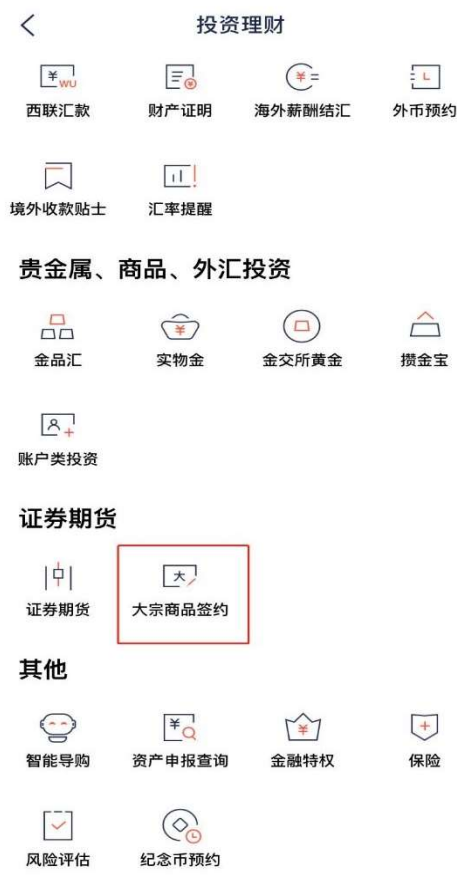 投资理财
西联汇款 财产证明 海外薪酬结汇 外币预约
境外收款贴士 汇率提醒
贵金属、商品、外汇投资
金品汇 实物金 金交所黄金 攒金宝
账户类投资
证券期货
证券期货 大宗商品签约
其他
智能导购 资产申报查询 金融特权 保险
风险评估 纪念币预约